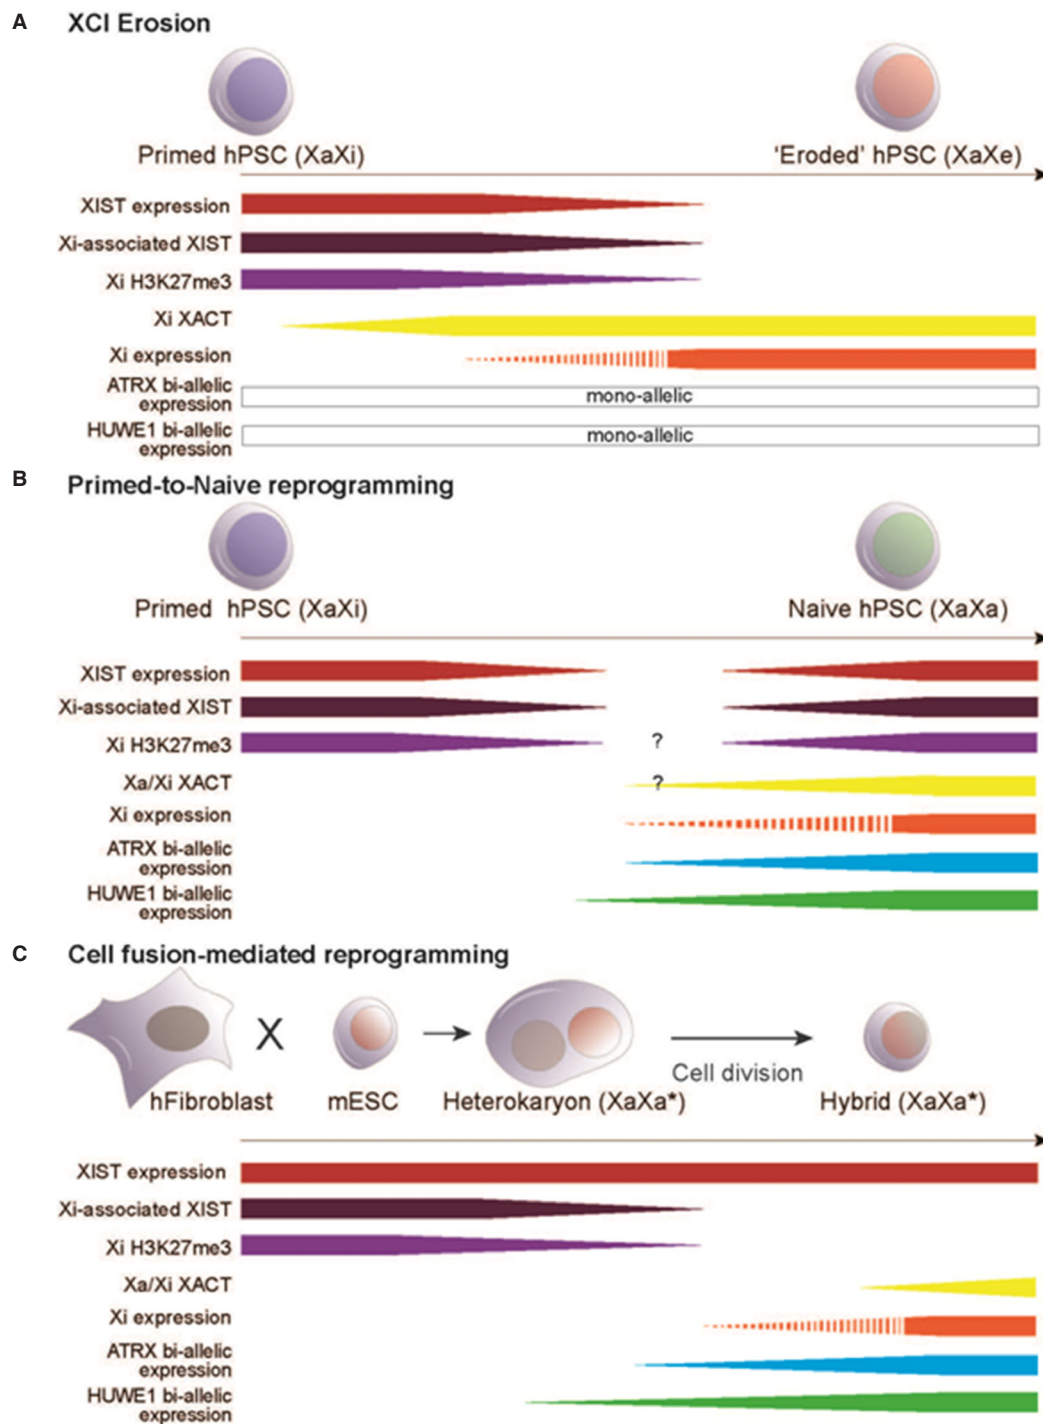 A XCI Erosion
Primed hPSC (XaXi)
‘Eroded’ hPSC (XaXe)
XIST expression
Xi-associated XIST
Xi H3K27me3
Xi XACT
Xi expression
ATRX bi-allelic
expression
mono-allelic
HUWE1 bi-allelic
expression
mono-allelic
B Primed-to-Naive reprogramming
Primed hPSC (XaXi)
Naive hPSC (XaXa)
XIST expression
Xi-associated XIST
Xi H3K27me3
?
Xa/Xi XACT
?
Xi expression
ATRX bi-allelic
expression
HUWE1 bi-allelic
expression
C Cell fusion-mediated reprogramming
X
Cell division
hFibroblast
mESC
Heterokaryon (XaXa*)
Hybrid (XaXa*)
XIST expression
Xi-associated XIST
Xi H3K27me3
Xa/Xi XACT
Xi expression
ATRX bi-allelic
expression
HUWE1 bi-allelic
expression